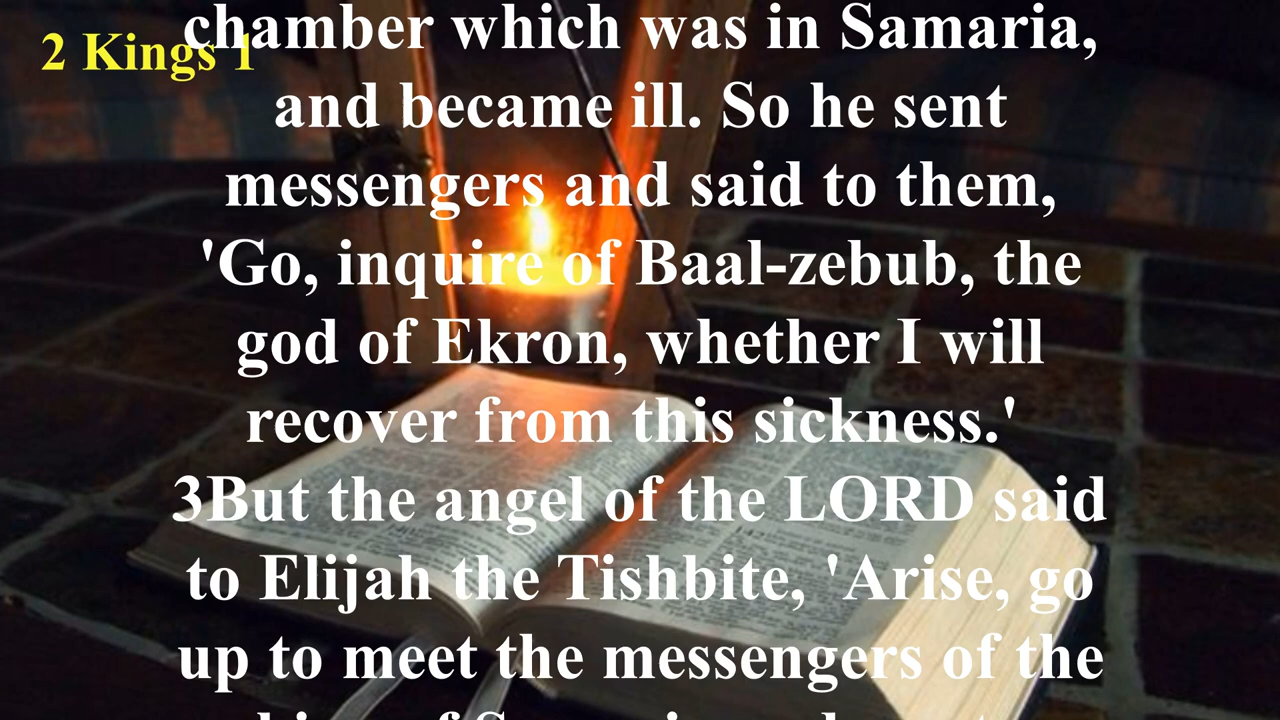 2 Kings 1
chamber which was in Samaria,
and became ill. So he sent
messengers and said to them,
'Go, inquire of Baal-zebub, the
god of Ekron, whether I will
recover from this sickness.'
3But the angel of the LORD said
to Elijah the Tishbite, 'Arise, go
up to meet the messengers of the